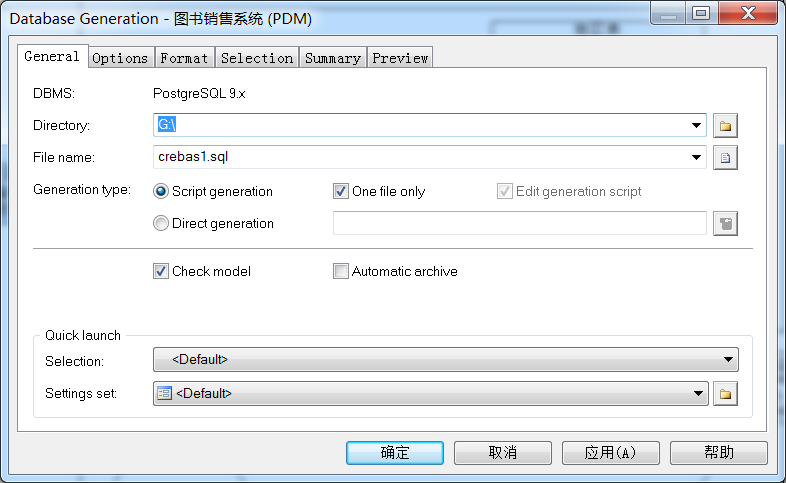 Database Generation - 图书销售系统 (PDM)
General Options Format Selection Summary Preview
DBMS: PostgreSQL 9.x
Directory: G:\
File name: crebas1.sql
Generation type: Script generation One file only Edit generation script
Direct generation
Check model Automatic archive
Quick launch
Selection: <Default>
Settings set: <Default>
确定 取消 应用(A) 帮助